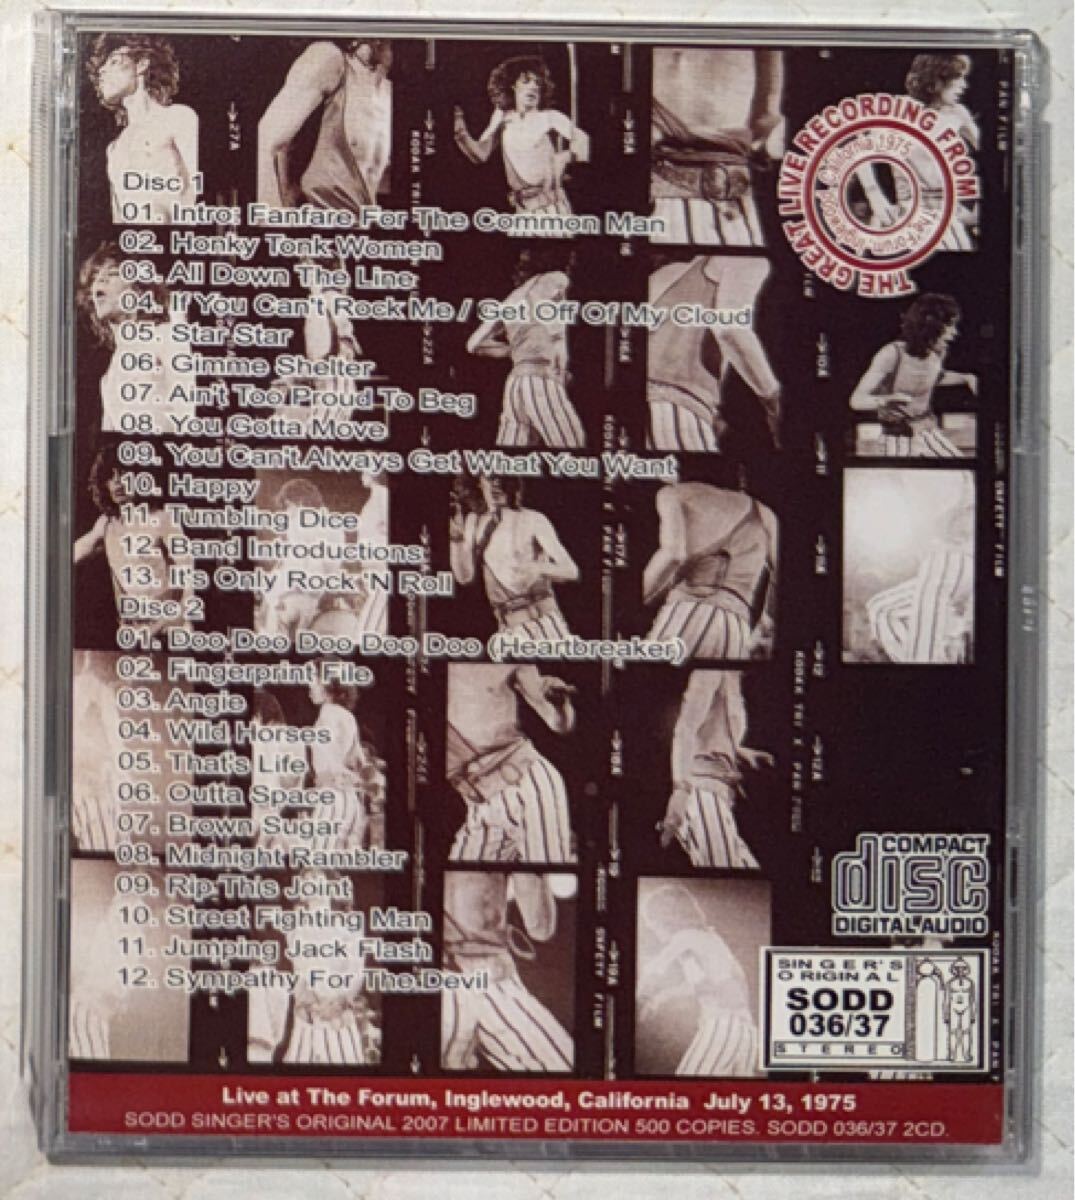 Disc 1
01. Intro: Fanfare For The Common Man
02. Honky Tonk Women
03. All Down The Line
04. If You Can't Rock Me / Get Off Of My Cloud
05. Star Star
06. Gimme Shelter
07. Ain't Too Proud To Beg
08. You Gotta Move
09. You Can't Always Get What You Want
10. Happy
11. Tumbling Dice
12. Band Introductions
13. It's Only Rock 'N Roll
Disc 2
01. Doo Doo Doo Doo Doo (Heartbreaker)
02. Fingerprint File
03. Angie
04. Wild Horses
05. That's Life
06. Outta Space
07. Brown Sugar
08. Midnight Rambler
09. Rip This Joint
10. Street Fighting Man
11. Jumping Jack Flash
12. Sympathy For The Devil
THE GREAT LIVE RECORDING FROM
California 1975
The Forum
COMPACT
disc
DIGITAL AUDIO
SINGER'S
ORIGINAL
SODD
036/37
STEREO
Live at The Forum, Inglewood, California July 13, 1975
SODD SINGER'S ORIGINAL 2007 LIMITED EDITION 500 COPIES. SODD 036/37 2CD.